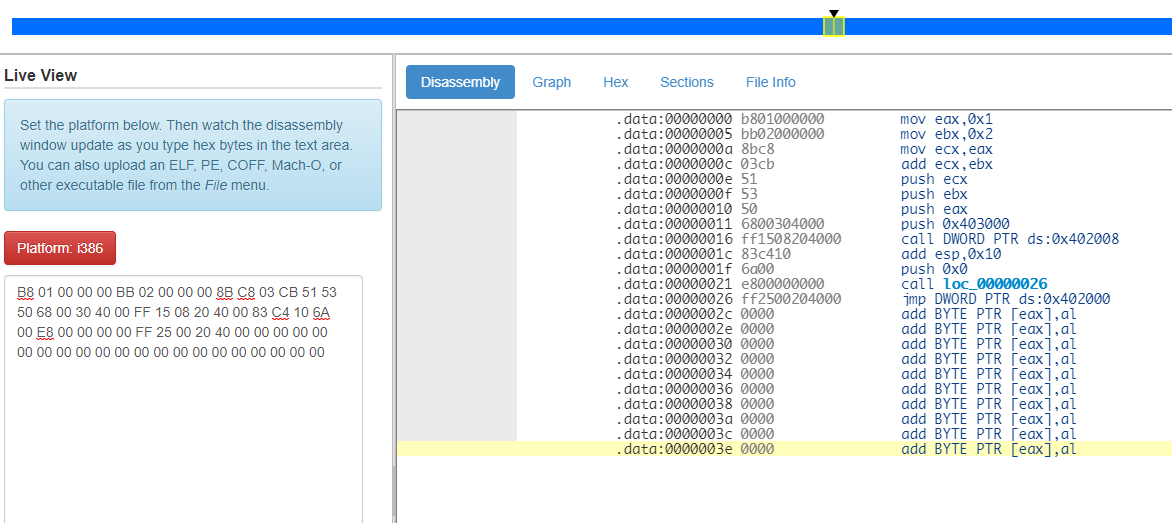 Live View
Set the platform below. Then watch the disassembly
window update as you type hex bytes in the text area.
You can also upload an ELF, PE, COFF, Mach-O, or
other executable file from the File menu.
Platform: i386
B8 01 00 00 00 BB 02 00 00 00 8B C8 03 CB 51 53
50 68 00 30 40 00 FF 15 08 20 40 00 83 C4 10 6A
00 E8 00 00 00 00 FF 25 00 20 40 00 00 00 00 00
00 00 00 00 00 00 00 00 00 00 00 00 00 00 00 00
Disassembly Graph Hex Sections File Info
.data:00000000 b801000000 mov eax,0x1
.data:00000005 bb02000000 mov ebx,0x2
.data:0000000a 8bc8 mov ecx,eax
.data:0000000c 03cb add ecx,ebx
.data:0000000e 51 push ecx
.data:0000000f 53 push ebx
.data:00000010 50 push eax
.data:00000011 6800304000 push 0x403000
.data:00000016 ff1508204000 call DWORD PTR ds:0x402008
.data:0000001c 83c410 add esp,0x10
.data:0000001f 6a00 push 0x0
.data:00000021 e800000000 call loc_00000026
.data:00000026 ff2500204000 jmp DWORD PTR ds:0x402000
.data:0000002c 0000 add BYTE PTR [eax],al
.data:0000002e 0000 add BYTE PTR [eax],al
.data:00000030 0000 add BYTE PTR [eax],al
.data:00000032 0000 add BYTE PTR [eax],al
.data:00000034 0000 add BYTE PTR [eax],al
.data:00000036 0000 add BYTE PTR [eax],al
.data:00000038 0000 add BYTE PTR [eax],al
.data:0000003a 0000 add BYTE PTR [eax],al
.data:0000003c 0000 add BYTE PTR [eax],al
.data:0000003e 0000 add BYTE PTR [eax],al